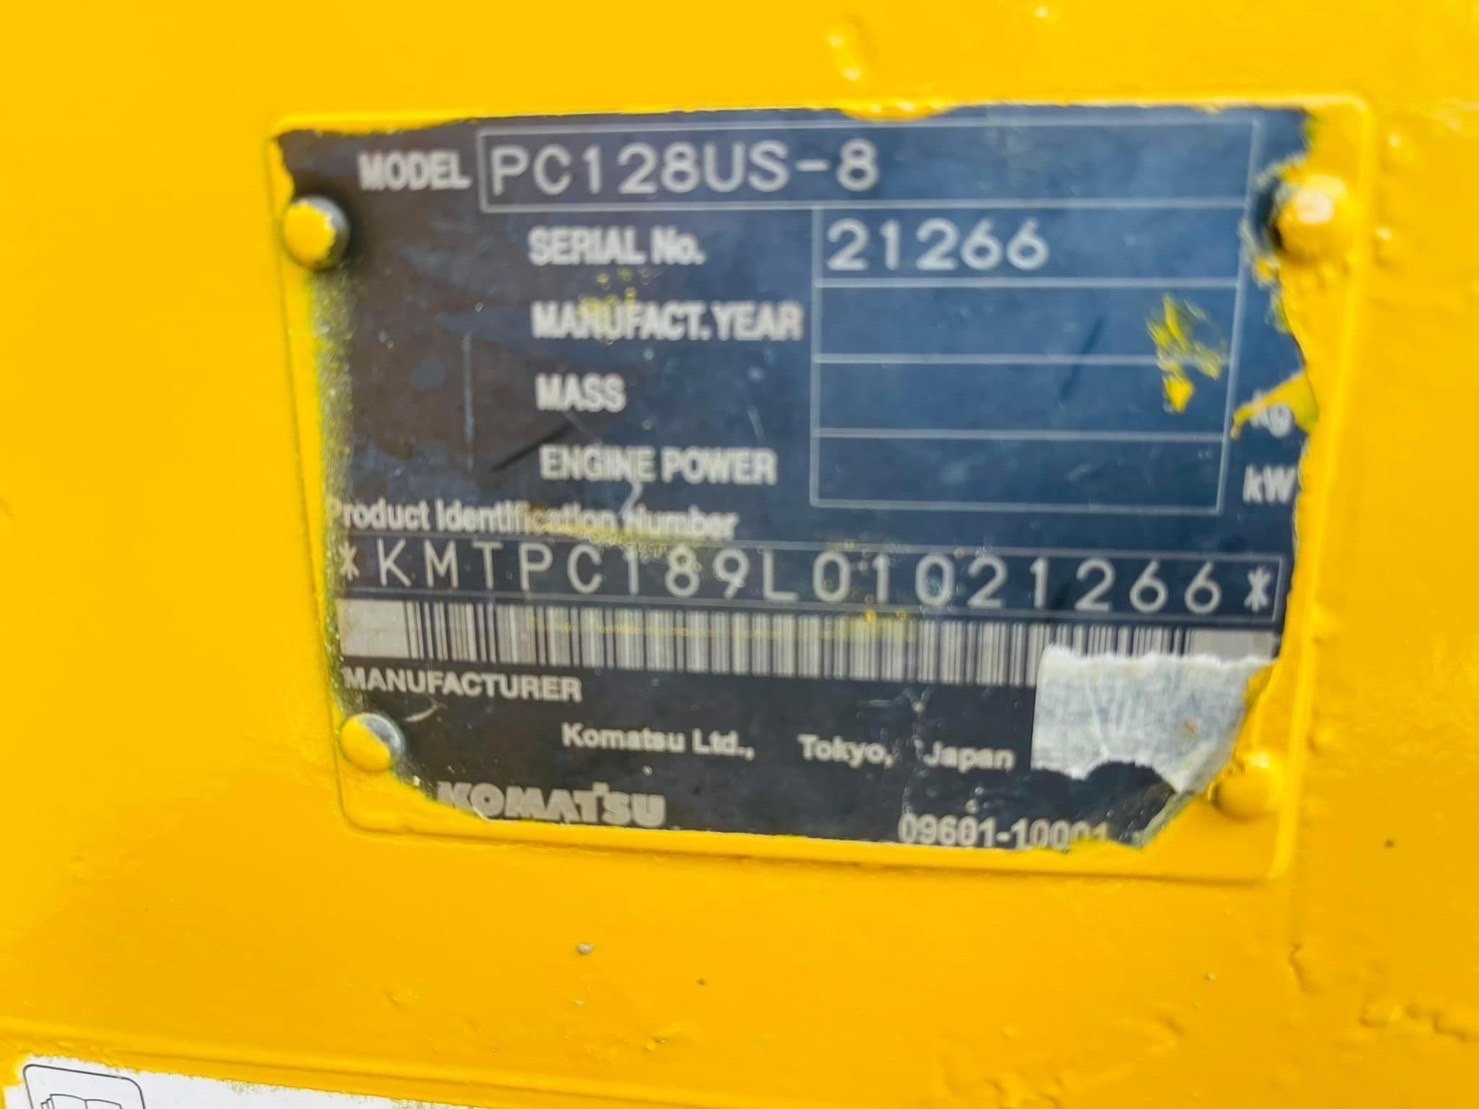 MODEL PC128US-8
SERIAL No. 21266
MANUFACT. YEAR
MASS kg
ENGINE POWER kW
Product Identification Number
*KMTPC189L01021266*
MANUFACTURER
Komatsu Ltd., Tokyo, Japan
KOMATSU
09601-10001